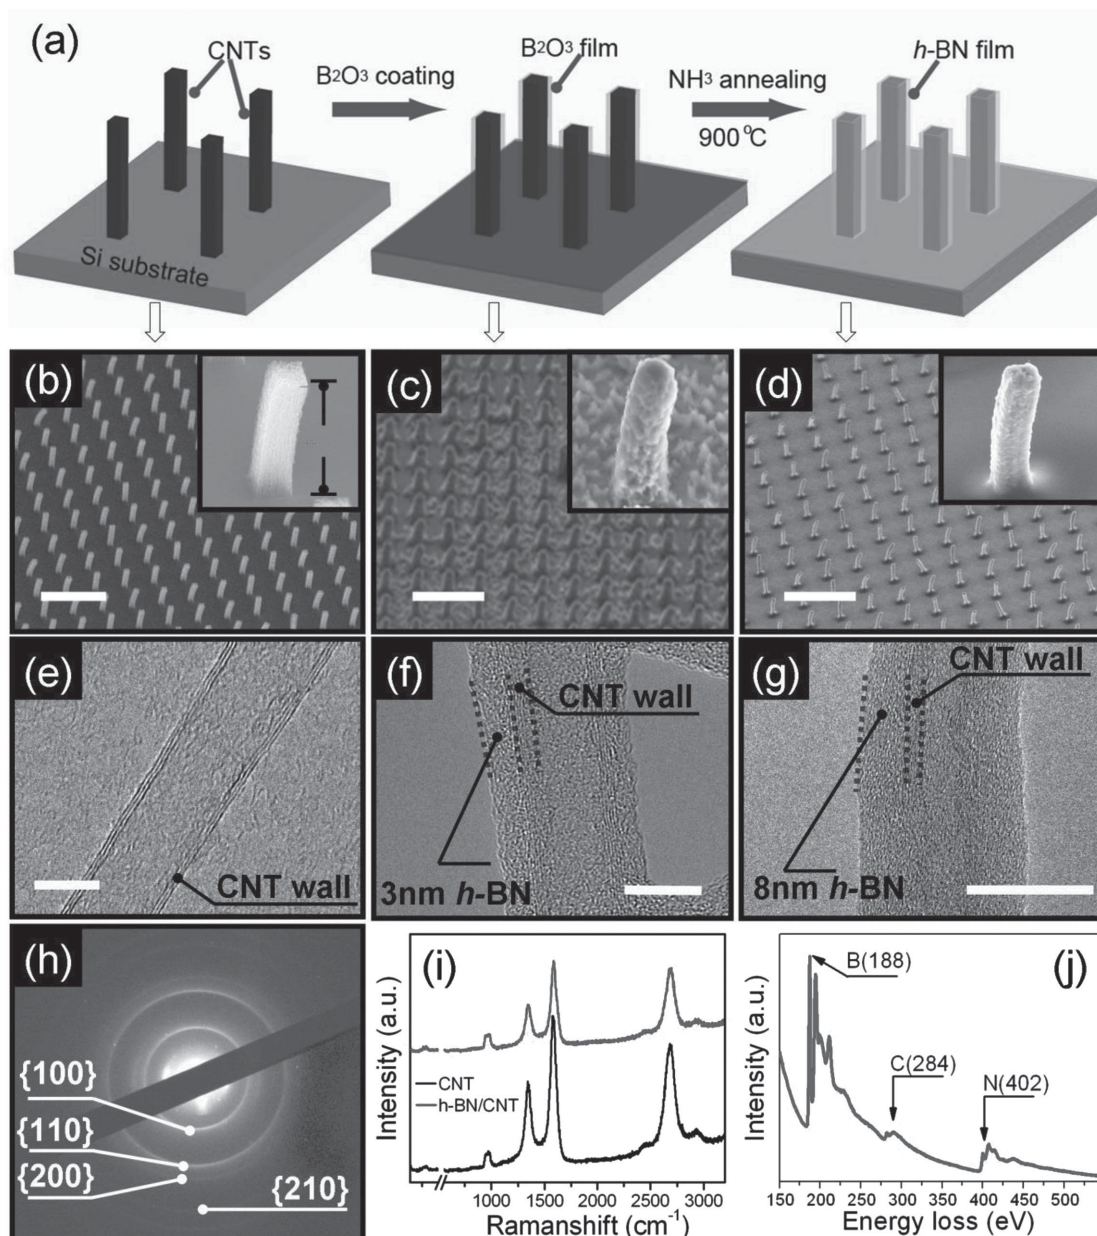 (a)
CNTs
B₂O₃ coating
B₂O₃ film
NH₃ annealing
900 °C
h-BN film
Si substrate
(b)
(c)
(d)
(e)
CNT wall
(f)
CNT wall
3nm h-BN
(g)
CNT wall
8nm h-BN
(h)
{100}
{110}
{200}
{210}
(i)
Intensity (a.u.)
CNT
h-BN/CNT
1000 1500 2000 2500 3000
Ramanshift (cm⁻¹)
(j)
Intensity (a.u.)
B(188)
C(284)
N(402)
150 200 250 300 350 400 450 500
Energy loss (eV)